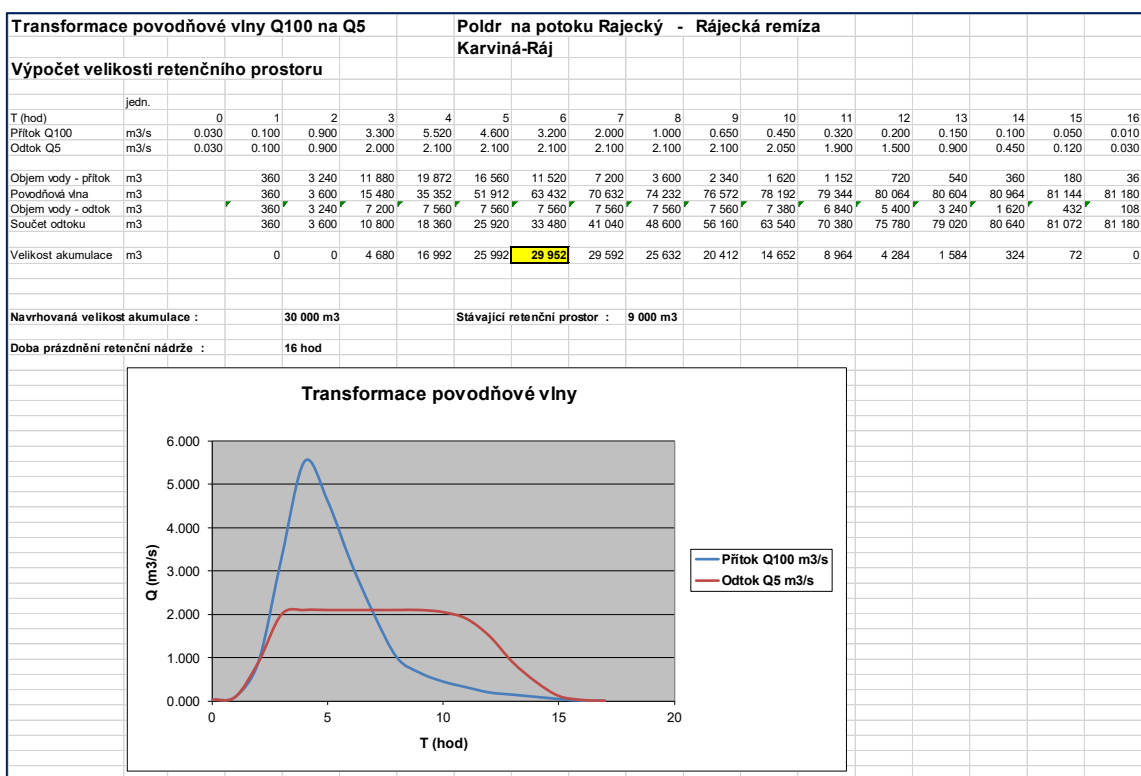 Transformace povodňové vlny Q100 na Q5 Poldr na potoku Rajecký - Rájecká remíza
Karviná-Ráj
Výpočet velikosti retenčního prostoru
jedn.
T (hod) 0 1 2 3 4 5 6 7 8 9 10 11 12 13 14 15 16
Přítok Q100 m3/s 0.030 0.100 0.900 3.300 5.520 4.600 3.200 2.000 1.000 0.650 0.450 0.320 0.200 0.150 0.100 0.050 0.010
Odtok Q5 m3/s 0.030 0.100 0.900 2.000 2.100 2.100 2.100 2.100 2.100 2.100 2.050 1.900 1.500 0.900 0.450 0.120 0.030
Objem vody - přítok m3 360 3 240 11 880 19 872 16 560 11 520 7 200 3 600 2 340 1 620 1 152 720 540 360 180 36
Povodňová vlna m3 360 3 600 15 480 35 352 51 912 63 432 70 632 74 232 76 572 78 192 79 344 80 064 80 604 80 964 81 144 81 180
Objem vody - odtok m3 360 3 240 7 200 7 560 7 560 7 560 7 560 7 560 7 560 7 380 6 840 5 400 3 240 1 620 432 108
Součet odtoku m3 360 3 600 10 800 18 360 25 920 33 480 41 040 48 600 56 160 63 540 70 380 75 780 79 020 80 640 81 072 81 180
Velikost akumulace m3 0 0 4 680 16 992 25 992 29 952 29 592 25 632 20 412 14 652 8 964 4 284 1 584 324 72 0
Navrhovaná velikost akumulace : 30 000 m3 Stávající retenční prostor : 9 000 m3
Doba prázdnění retenční nádrže : 16 hod
Transformace povodňové vlny
6.000
5.000
4.000
3.000
2.000
1.000
0.000
Q (m3/s)
0 5 10 15 20
T (hod)
Přítok Q100 m3/s
Odtok Q5 m3/s